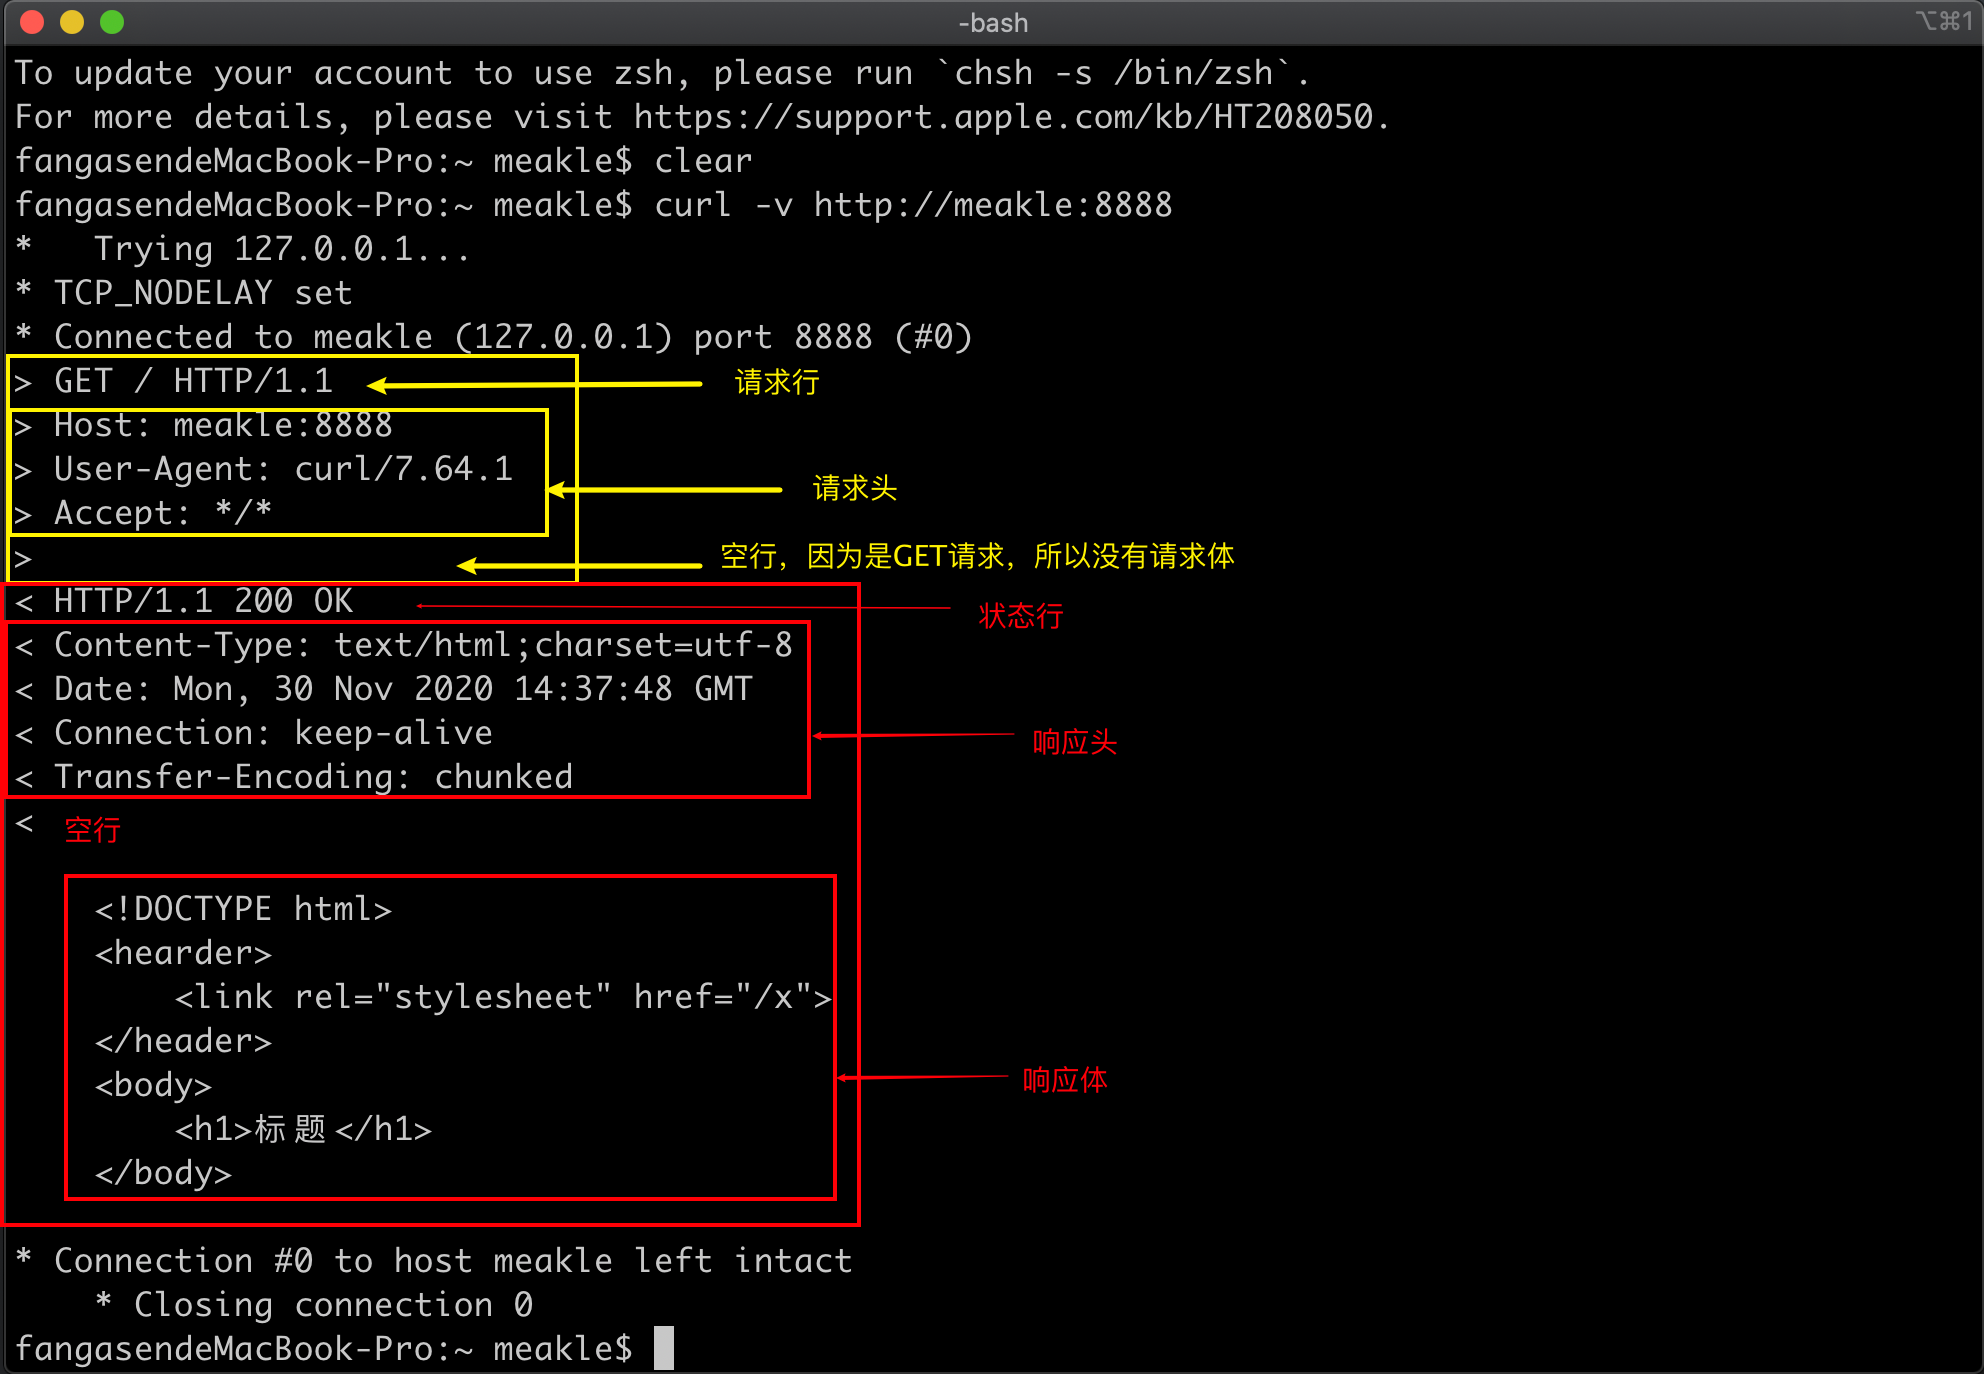 -bash
⌥⌘1
To update your account to use zsh, please run `chsh -s /bin/zsh`.
For more details, please visit https://support.apple.com/kb/HT208050.
fangasendeMacBook-Pro:~ meakle$ clear
fangasendeMacBook-Pro:~ meakle$ curl -v http://meakle:8888
*   Trying 127.0.0.1...
* TCP_NODELAY set
* Connected to meakle (127.0.0.1) port 8888 (#0)
> GET / HTTP/1.1 请求行
> Host: meakle:8888
> User-Agent: curl/7.64.1 请求头
> Accept: */*
> 空行，因为是GET请求，所以没有请求体
< HTTP/1.1 200 OK 状态行
< Content-Type: text/html;charset=utf-8
< Date: Mon, 30 Nov 2020 14:37:48 GMT
< Connection: keep-alive 响应头
< Transfer-Encoding: chunked
< 空行
<!DOCTYPE html>
<hearder>
<link rel="stylesheet" href="/x">
</header>
<body> 响应体
<h1>标题</h1>
</body>
* Connection #0 to host meakle left intact
* Closing connection 0
fangasendeMacBook-Pro:~ meakle$